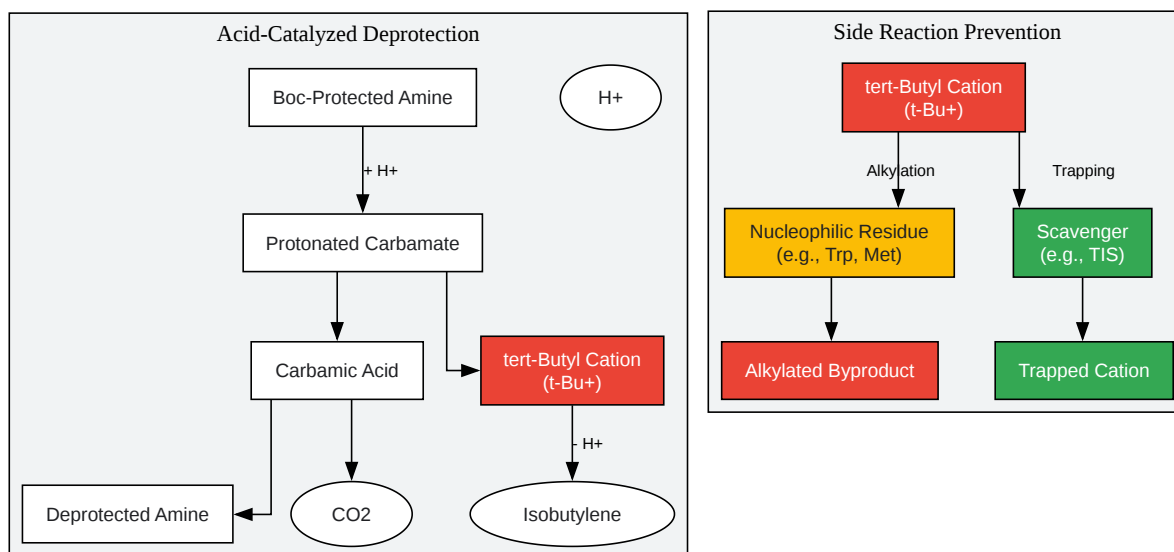 Acid-Catalyzed Deprotection
Boc-Protected Amine
H+
+ H+
Protonated Carbamate
Carbamic Acid
tert-Butyl Cation
(t-Bu+)
- H+
Deprotected Amine
CO2
Isobutylene
Side Reaction Prevention
tert-Butyl Cation
(t-Bu+)
Alkylation
Trapping
Nucleophilic Residue
(e.g., Trp, Met)
Scavenger
(e.g., TIS)
Alkylated Byproduct
Trapped Cation